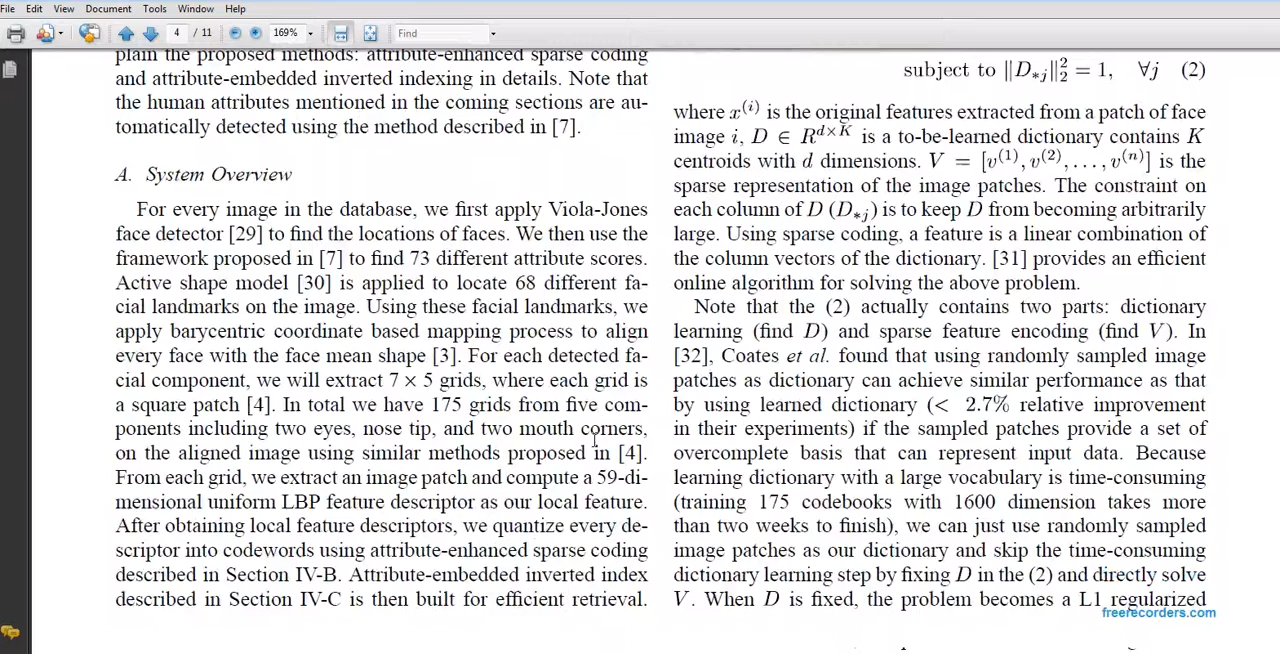 File Edit View Document Tools Window Help
4 / 11 169% Find
plain the proposed methods: attribute-enhanced sparse coding
and attribute-embedded inverted indexing in details. Note that
the human attributes mentioned in the coming sections are au-
tomatically detected using the method described in [7].
A. System Overview
For every image in the database, we first apply Viola-Jones
face detector [29] to find the locations of faces. We then use the
framework proposed in [7] to find 73 different attribute scores.
Active shape model [30] is applied to locate 68 different fa-
cial landmarks on the image. Using these facial landmarks, we
apply barycentric coordinate based mapping process to align
every face with the face mean shape [3]. For each detected fa-
cial component, we will extract 7 × 5 grids, where each grid is
a square patch [4]. In total we have 175 grids from five com-
ponents including two eyes, nose tip, and two mouth corners,
on the aligned image using similar methods proposed in [4].
From each grid, we extract an image patch and compute a 59-di-
mensional uniform LBP feature descriptor as our local feature.
After obtaining local feature descriptors, we quantize every de-
scriptor into codewords using attribute-enhanced sparse coding
described in Section IV-B. Attribute-embedded inverted index
described in Section IV-C is then built for efficient retrieval.
subject to ‖D_{*j}‖₂² = 1, ∀j (2)
where x^{(i)} is the original features extracted from a patch of face
image i, D ∈ R^{d×K} is a to-be-learned dictionary contains K
centroids with d dimensions. V = [v^{(1)}, v^{(2)}, . . . , v^{(n)}] is the
sparse representation of the image patches. The constraint on
each column of D (D_{*j}) is to keep D from becoming arbitrarily
large. Using sparse coding, a feature is a linear combination of
the column vectors of the dictionary. [31] provides an efficient
online algorithm for solving the above problem.
Note that the (2) actually contains two parts: dictionary
learning (find D) and sparse feature encoding (find V). In
[32], Coates et al. found that using randomly sampled image
patches as dictionary can achieve similar performance as that
by using learned dictionary (< 2.7% relative improvement
in their experiments) if the sampled patches provide a set of
overcomplete basis that can represent input data. Because
learning dictionary with a large vocabulary is time-consuming
(training 175 codebooks with 1600 dimension takes more
than two weeks to finish), we can just use randomly sampled
image patches as our dictionary and skip the time-consuming
dictionary learning step by fixing D in the (2) and directly solve
V. When D is fixed, the problem becomes a L1 regularized
freerecorders.com